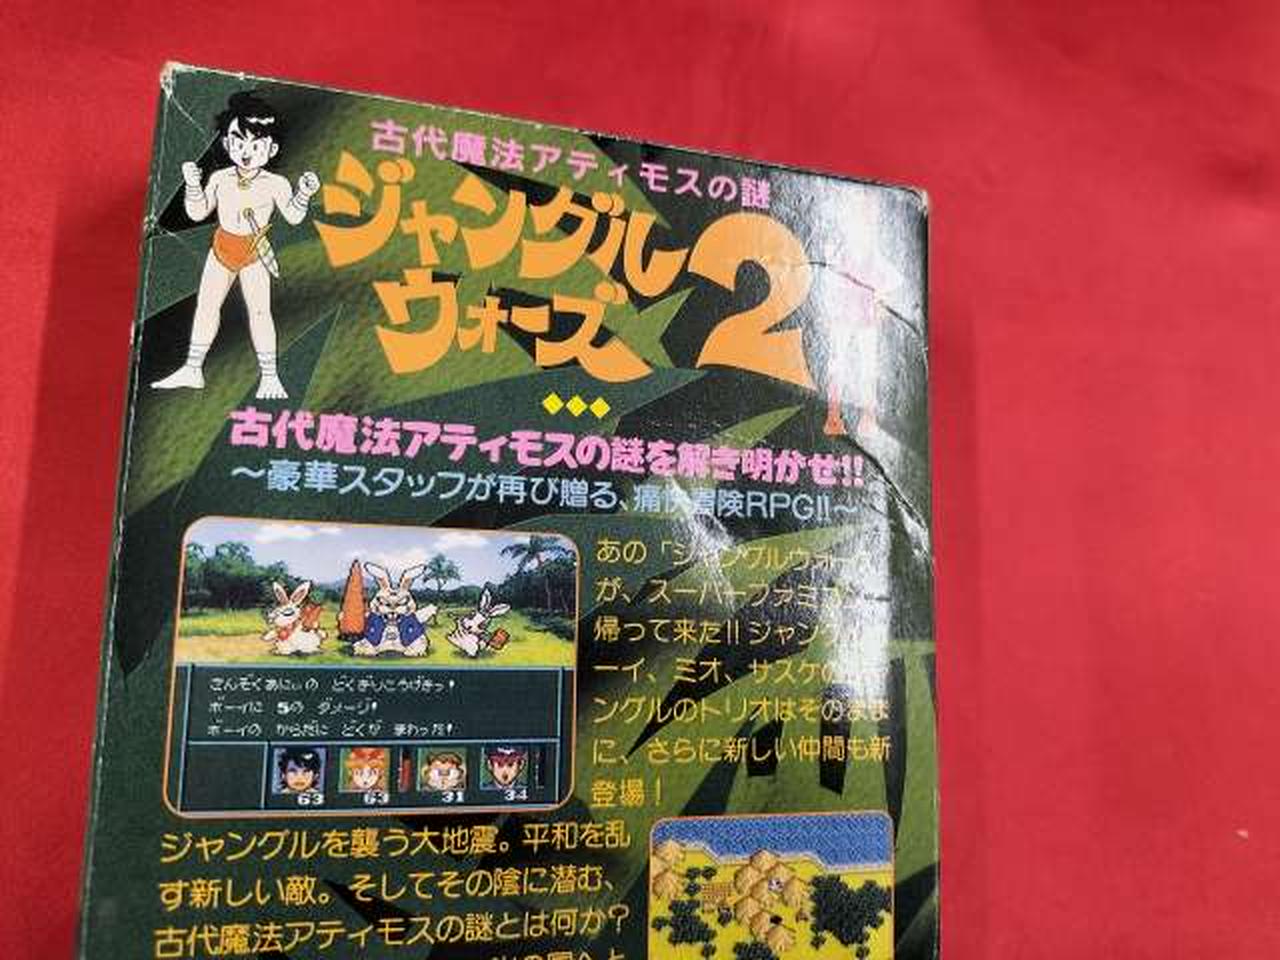 古代魔法アティモスの謎
ジャングル
ウォーズ2
古代魔法アティモスの謎を解き明かせ!!
～豪華スタッフが再び贈る、痛快冒険RPG!!～
あの「ジャングルウォー
が、スーパーファミコン
帰って来た!!ジャング
ーイ、ミオ、サスケの
ングルのトリオはそのまま
に、さらに新しい仲間も新
登場！
さんぞくあにぃの どくぎりこうげきっ!
ボーイに 5の ダメージ!
ボーイの からだに どくが まわった!
63 63 31 34
ジャングルを襲う大地震。平和を乱
す新しい敵。そしてその陰に潜む、
古代魔法アティモスの謎とは何か?